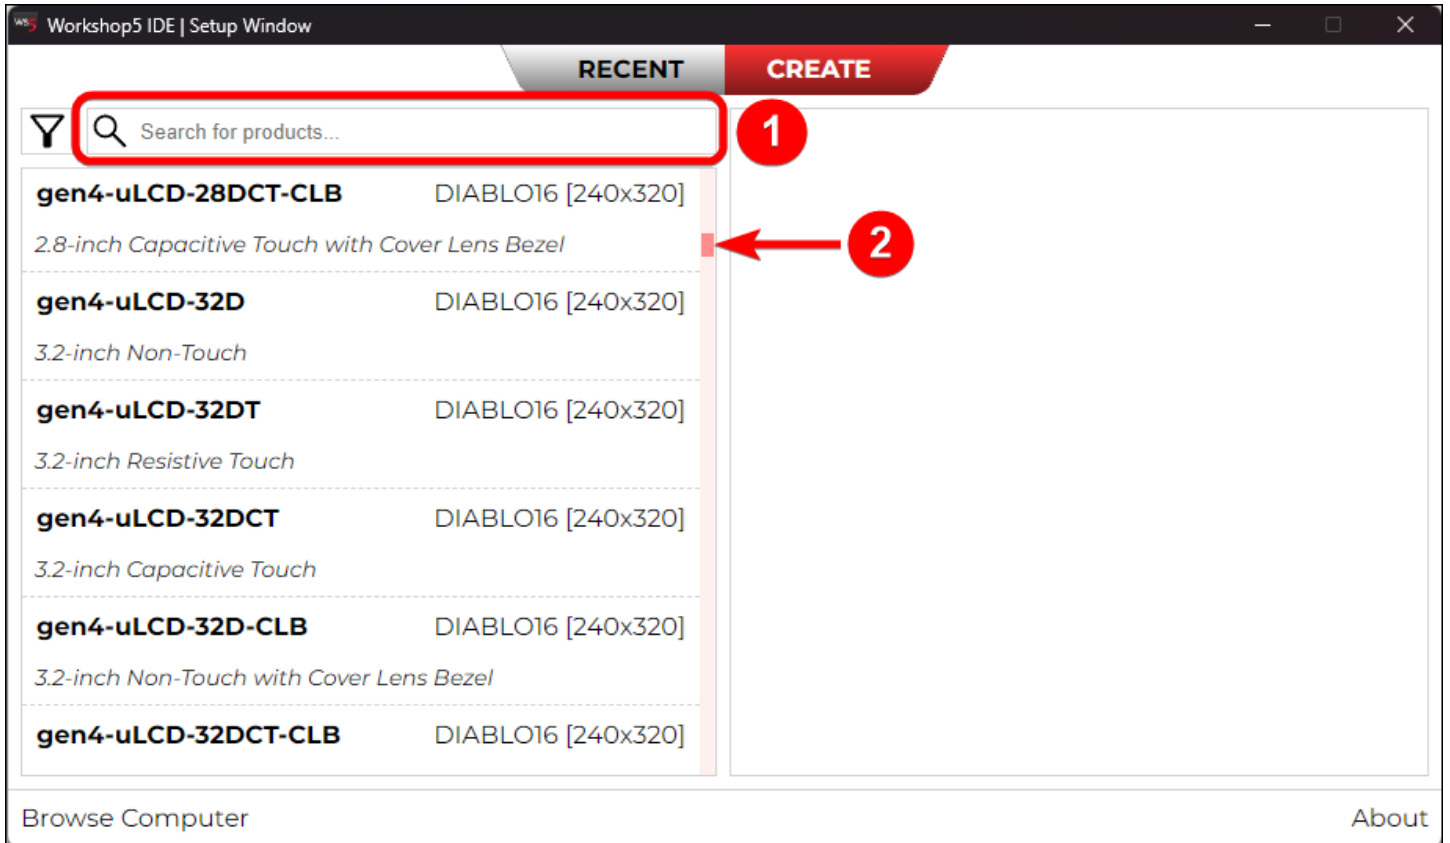 WS5 Workshop5 IDE | Setup Window
RECENT
CREATE
Search for products...
1
gen4-uLCD-28DCT-CLB DIABLO16 [240x320]
2.8-inch Capacitive Touch with Cover Lens Bezel
2
gen4-uLCD-32D DIABLO16 [240x320]
3.2-inch Non-Touch
gen4-uLCD-32DT DIABLO16 [240x320]
3.2-inch Resistive Touch
gen4-uLCD-32DCT DIABLO16 [240x320]
3.2-inch Capacitive Touch
gen4-uLCD-32D-CLB DIABLO16 [240x320]
3.2-inch Non-Touch with Cover Lens Bezel
gen4-uLCD-32DCT-CLB DIABLO16 [240x320]
Browse Computer
About